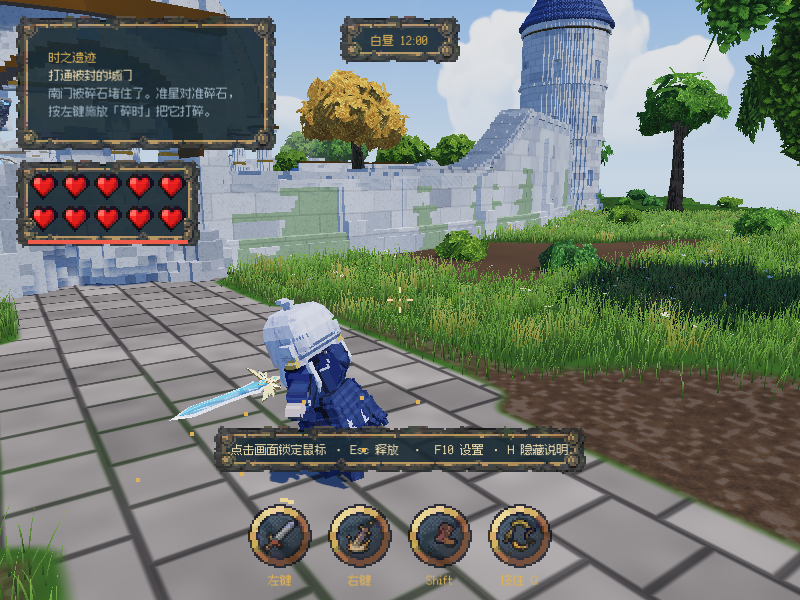 白昼 12:00
时之遗迹
打通被封的城门
南门被碎石堵住了。准星对准碎石，
按左键施放「碎时」把它打碎。
点击画面锁定鼠标 · Esc 释放 · F10 设置 · H 隐藏说明
左键
右键
Shift